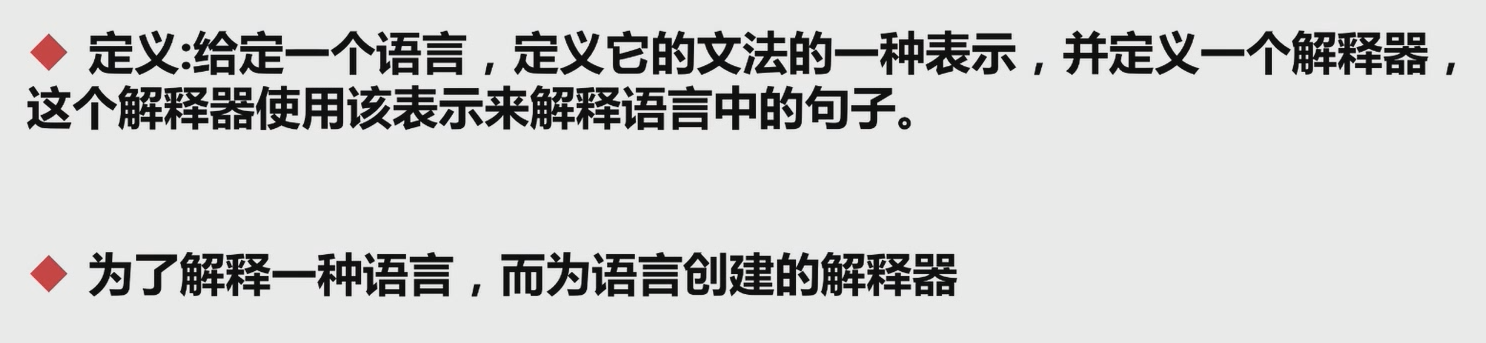 ◆ 定义:给定一个语言，定义它的文法的一种表示，并定义一个解释器，
这个解释器使用该表示来解释语言中的句子。
◆ 为了解释一种语言，而为语言创建的解释器